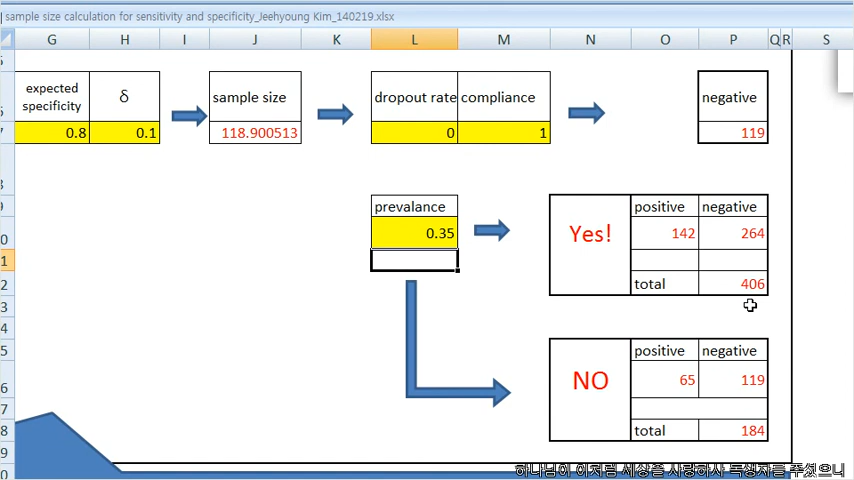 sample size calculation for sensitivity and specificity_Jeehyoung Kim_140219.xlsx
G H I J K L M N O P Q R S
expected specificity δ sample size dropout rate compliance negative
0.8 0.1 118.900513 0 1 119
prevalance positive negative
0.35 Yes! 142 264
total 406
positive negative
NO 65 119
total 184
하나님이 이처럼 세상을 사랑하사 독생자를 주셨으니